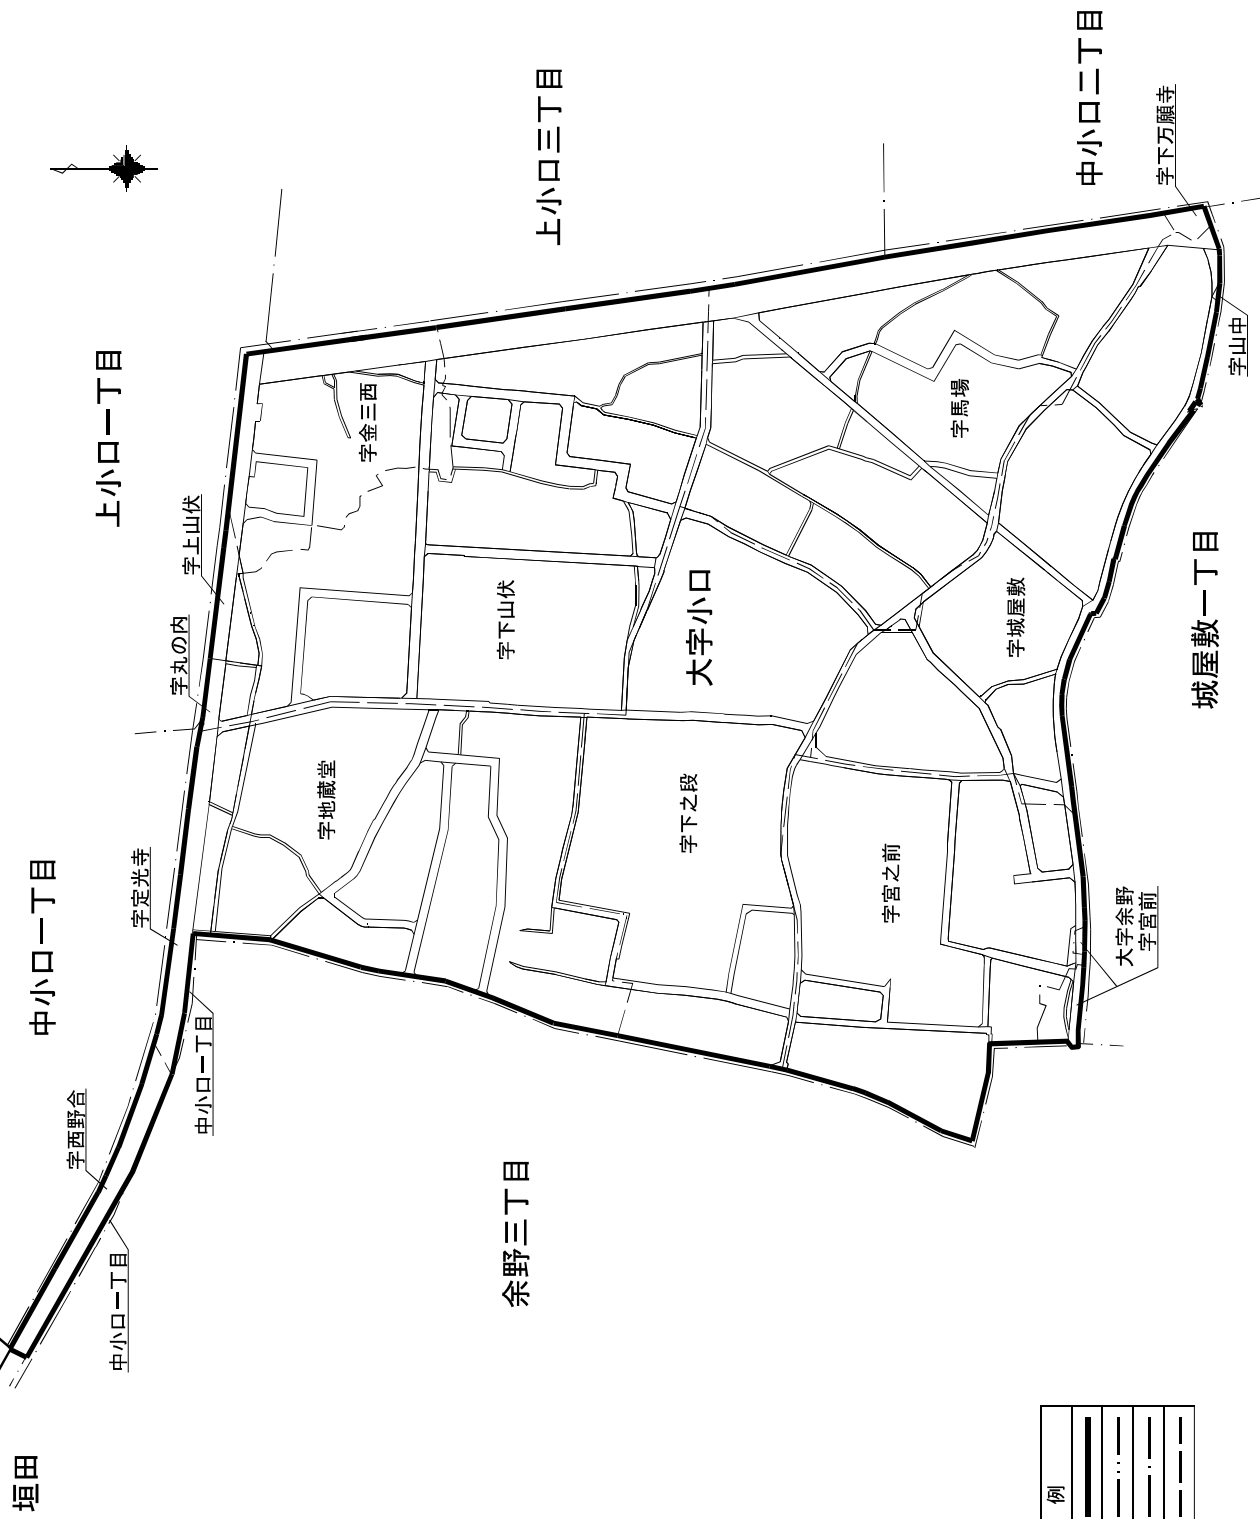 中小口二丁目
字下万願寺
上小口三丁目
字山中
上小口一丁目
字金三西
字馬場
字上山伏
城屋敷一丁目
大字小口
字下山伏
字城屋敷
字丸の内
字地蔵堂
字下之段
字定光寺
字宮之前
中小口一丁目
大字余野
字宮前
中小口一丁目
字西野台
余野三丁目
中小口一丁目
垣田
例